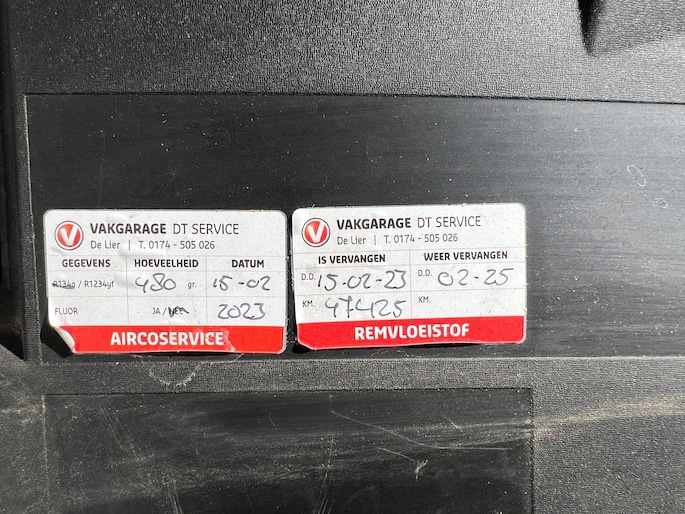 VAKGARAGE DT SERVICE
De Lier | T. 0174 - 505 026
GEGEVENS HOEVEELHEID DATUM
R134a / R1234yf 480 gr. 15-02
FLUOR JA / NEE 2023
AIRCOSERVICE
VAKGARAGE DT SERVICE
De Lier | T. 0174 - 505 026
IS VERVANGEN WEER VERVANGEN
D.D. 15-02-23 D.D. 02-25
KM. 47425 KM.
REMVLOEISTOF